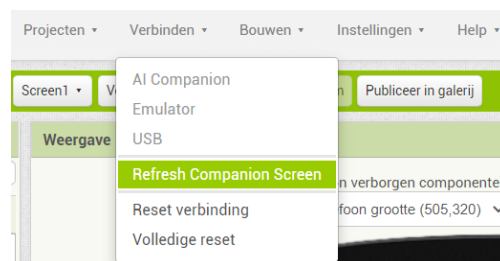 Projecten Verbinden Bouwen Instellingen Help
Screen1 Publiceer in galerij
AI Companion
Emulator
USB
Weergave
Refresh Companion Screen
verborgen componente
Reset verbinding
grootte (505,320)
Volledige reset